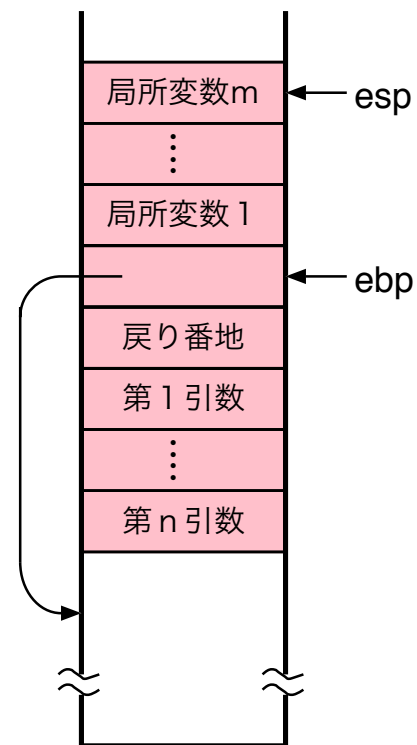 局所変数m
esp
局所変数1
ebp
戻り番地
第1引数
第n引数